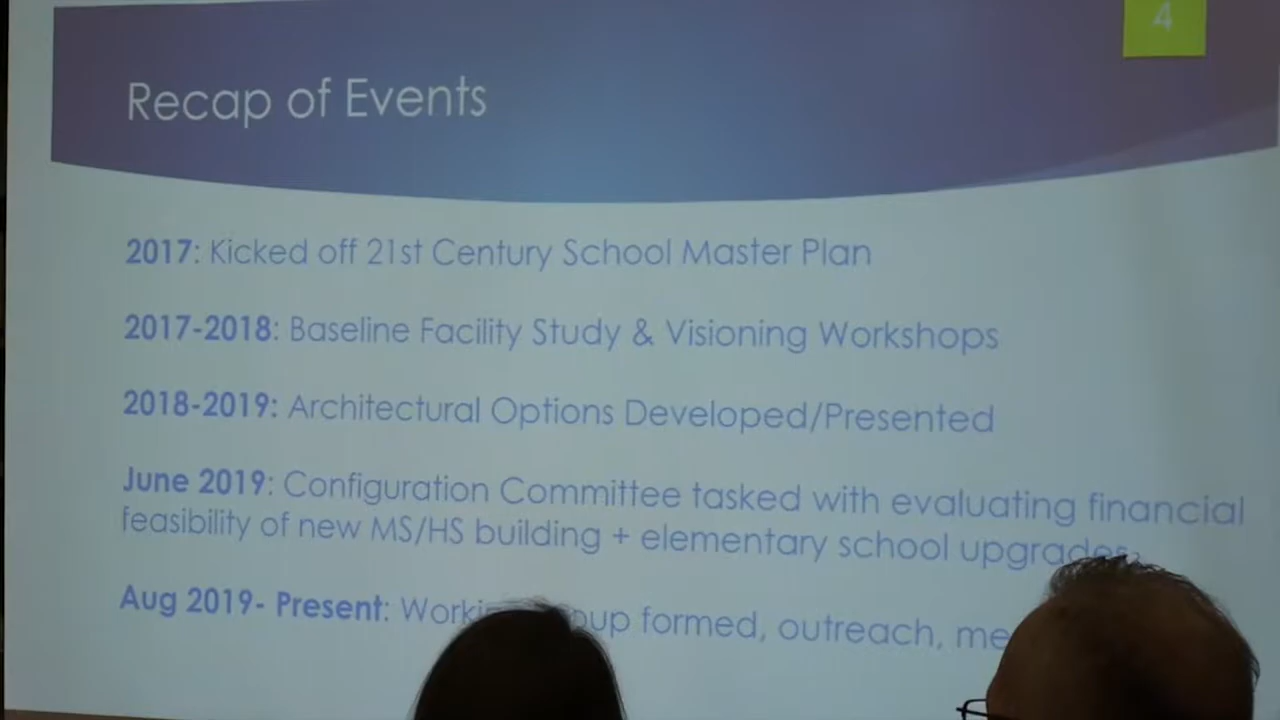 4
Recap of Events
2017: Kicked off 21st Century School Master Plan
2017-2018: Baseline Facility Study & Visioning Workshops
2018-2019: Architectural Options Developed/Presented
June 2019: Configuration Committee tasked with evaluating financial
feasibility of new MS/HS building + elementary school upgrades
Aug 2019- Present: formed, outreach,